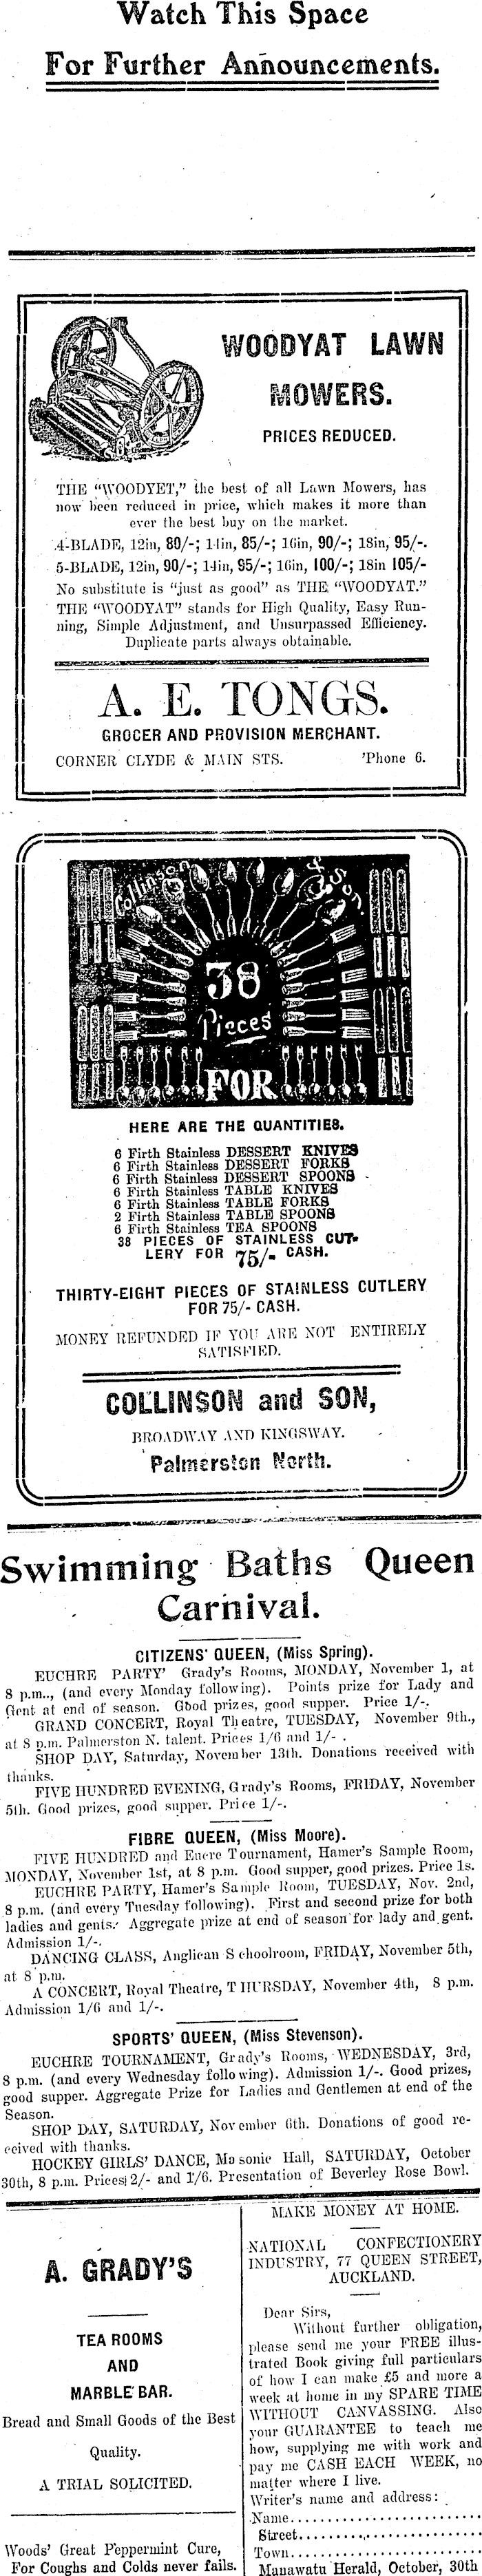 Watch This Space
For Further Announcements.
WOODYAT LAWN
MOWERS.
PRICES REDUCED.
THE "WOODYET," the best of all Lawn Mowers, has
now been reduced in price, which makes it more than
ever the best buy on the market.
4-BLADE, 12in, 80/-; 14in, 85/-; 16in, 90/-; 18in, 95/-.
5-BLADE, 12in, 90/-; 14in, 95/-; 16in, 100/-; 18in 105/-
No substitute is "just as good" as THE "WOODYAT."
THE "WOODYAT" stands for High Quality, Easy Run-
ning, Simple Adjustment, and Unsurpassed Efficiency.
Duplicate parts always obtainable.
A. E. TONGS.
GROCER AND PROVISION MERCHANT.
CORNER CLYDE & MAIN STS. 'Phone 6.
Collinson & Son.
38
Pieces
FOR
HERE ARE THE QUANTITIES.
6 Firth Stainless DESSERT KNIVES
6 Firth Stainless DESSERT FORKS
6 Firth Stainless DESSERT SPOONS
6 Firth Stainless TABLE KNIVES
6 Firth Stainless TABLE FORKS
2 Firth Stainless TABLE SPOONS
6 Firth Stainless TEA SPOONS
38 PIECES OF STAINLESS CUT-
LERY FOR 75/- CASH.
THIRTY-EIGHT PIECES OF STAINLESS CUTLERY
FOR 75/- CASH.
MONEY REFUNDED IF YOU ARE NOT ENTIRELY
SATISFIED.
COLLINSON and SON,
BROADWAY AND KINGSWAY.
Palmerston North.
Swimming Baths Queen
Carnival.
CITIZENS' QUEEN, (Miss Spring).
EUCHRE PARTY' Grady's Rooms, MONDAY, November 1, at
8 p.m.., (and every Monday following). Points prize for Lady and
Gent at end of season. Good prizes, good supper. Price 1/-.
GRAND CONCERT, Royal Theatre, TUESDAY, November 9th.,
at 8 p.m. Palmerston N. talent. Prices 1/6 and 1/- .
SHOP DAY, Saturday, November 13th. Donations received with
thanks.
FIVE HUNDRED EVENING, Grady's Rooms, FRIDAY, November
5th. Good prizes, good supper. Price 1/-.
FIBRE QUEEN, (Miss Moore).
FIVE HUNDRED and Eucre Tournament, Hamer's Sample Room,
MONDAY, November 1st, at 8 p.m. Good supper, good prizes. Price 1s.
EUCHRE PARTY, Hamer's Sample Room, TUESDAY, Nov. 2nd,
8 p.m. (and every Tuesday following). First and second prize for both
ladies and gents. Aggregate prize at end of season for lady and gent.
Admission 1/-.
DANCING CLASS, Anglican Schoolroom, FRIDAY, November 5th,
at 8 p.m.
A CONCERT, Royal Theatre, THURSDAY, November 4th, 8 p.m.
Admission 1/6 and 1/-.
SPORTS' QUEEN, (Miss Stevenson).
EUCHRE TOURNAMENT, Grady's Rooms, WEDNESDAY, 3rd,
8 p.m. (and every Wednesday following). Admission 1/-. Good prizes,
good supper. Aggregate Prize for Ladies and Gentlemen at end of the
Season.
SHOP DAY, SATURDAY, November 6th. Donations of good re-
ceived with thanks.
HOCKEY GIRLS' DANCE, Masonic Hall, SATURDAY, October
30th, 8 p.m. Prices 2/- and 1/6. Presentation of Beverley Rose Bowl.
A. GRADY'S
TEA ROOMS
AND
MARBLE BAR.
Bread and Small Goods of the Best
Quality.
A TRIAL SOLICITED.
Woods' Great Peppermint Cure,
For Coughs and Colds never fails.
MAKE MONEY AT HOME.
NATIONAL CONFECTIONERY
INDUSTRY, 77 QUEEN STREET,
AUCKLAND.
Dear Sirs,
Without further obligation,
please send me your FREE illus-
trated Book giving full particulars
of how I can make £5 and more a
week at home in my SPARE TIME
WITHOUT CANVASSING. Also
your GUARANTEE to teach me
how, supplying me with work and
pay me CASH EACH WEEK, no
matter where I live.
Writer's name and address:
Name...........................
Street...........................
Town...........................
Manawatu Herald, October, 30th